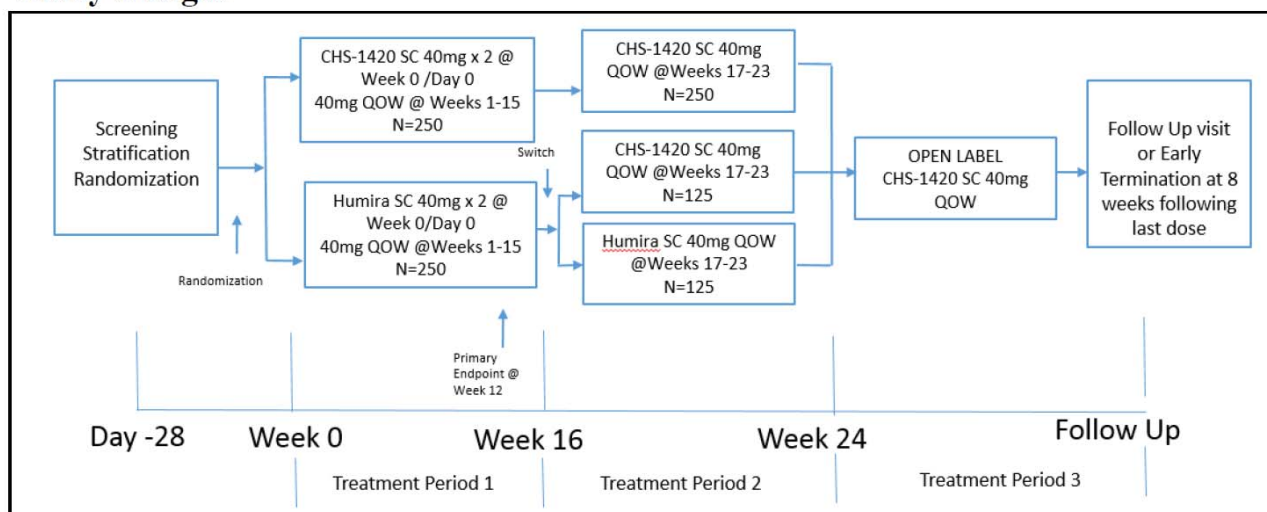 Screening
Stratification
Randomization
Randomization
CHS-1420 SC 40mg x 2 @
Week 0 /Day 0
40mg QOW @ Weeks 1-15
N=250
Humira SC 40mg x 2 @
Week 0/Day 0
40mg QOW @Weeks 1-15
N=250
Switch
Primary
Endpoint @
Week 12
CHS-1420 SC 40mg
QOW @Weeks 17-23
N=250
CHS-1420 SC 40mg
QOW @Weeks 17-23
N=125
Humira SC 40mg QOW
@Weeks 17-23
N=125
OPEN LABEL
CHS-1420 SC 40mg
QOW
Follow Up visit
or Early
Termination at 8
weeks following
last dose
Day -28
Week 0
Week 16
Week 24
Follow Up
Treatment Period 1
Treatment Period 2
Treatment Period 3